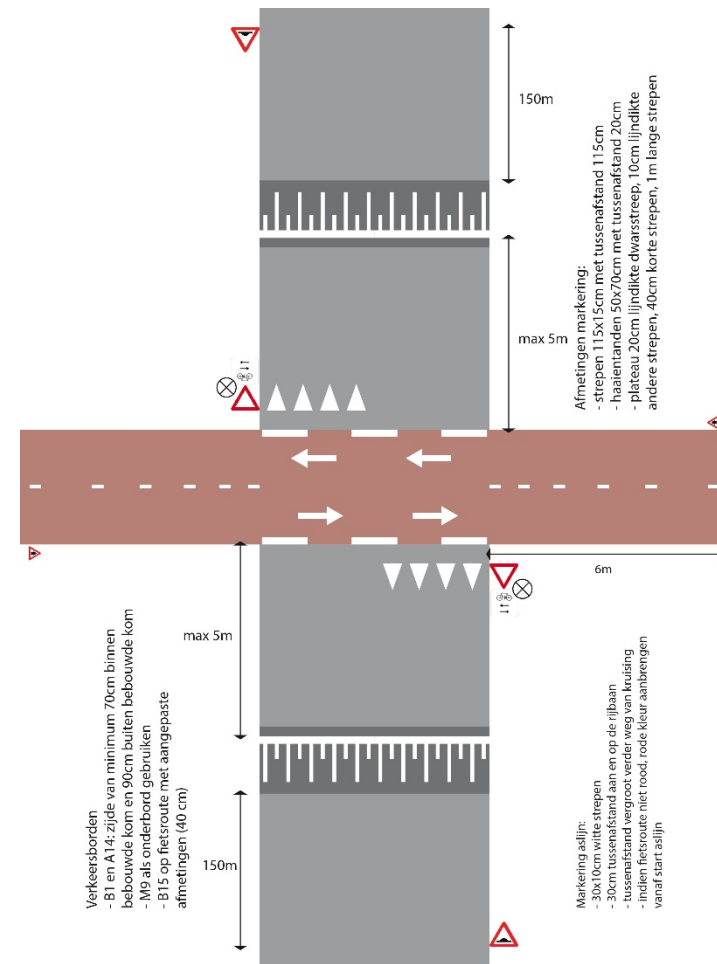 150m
Afmetingen markering:
- strepen 115x15cm met tussenafstand 115cm
- haaientanden 50x70cm met tussenafstand 20cm
- plateau 20cm lijndikte dwarsstreep, 10cm lijndikte
andere strepen, 40cm korte strepen, 1m lange strepen
max 5m
6m
max 5m
Verkeersborden
- B1 en A14: zijde van minimum 70cm binnen
bebouwde kom en 90cm buiten bebouwde kom
- M9 als onderbord gebruiken
- B15 op fietsroute met aangepaste
afmetingen (40 cm)
150m
Markering aslijn:
- 30x10cm witte strepen
- 30cm tussenafstand aan en op de rijbaan
- tussenafstand vergroot verder weg van kruising
- indien fietsroute niet rood, rode kleur aanbrengen
vanaf start aslijn